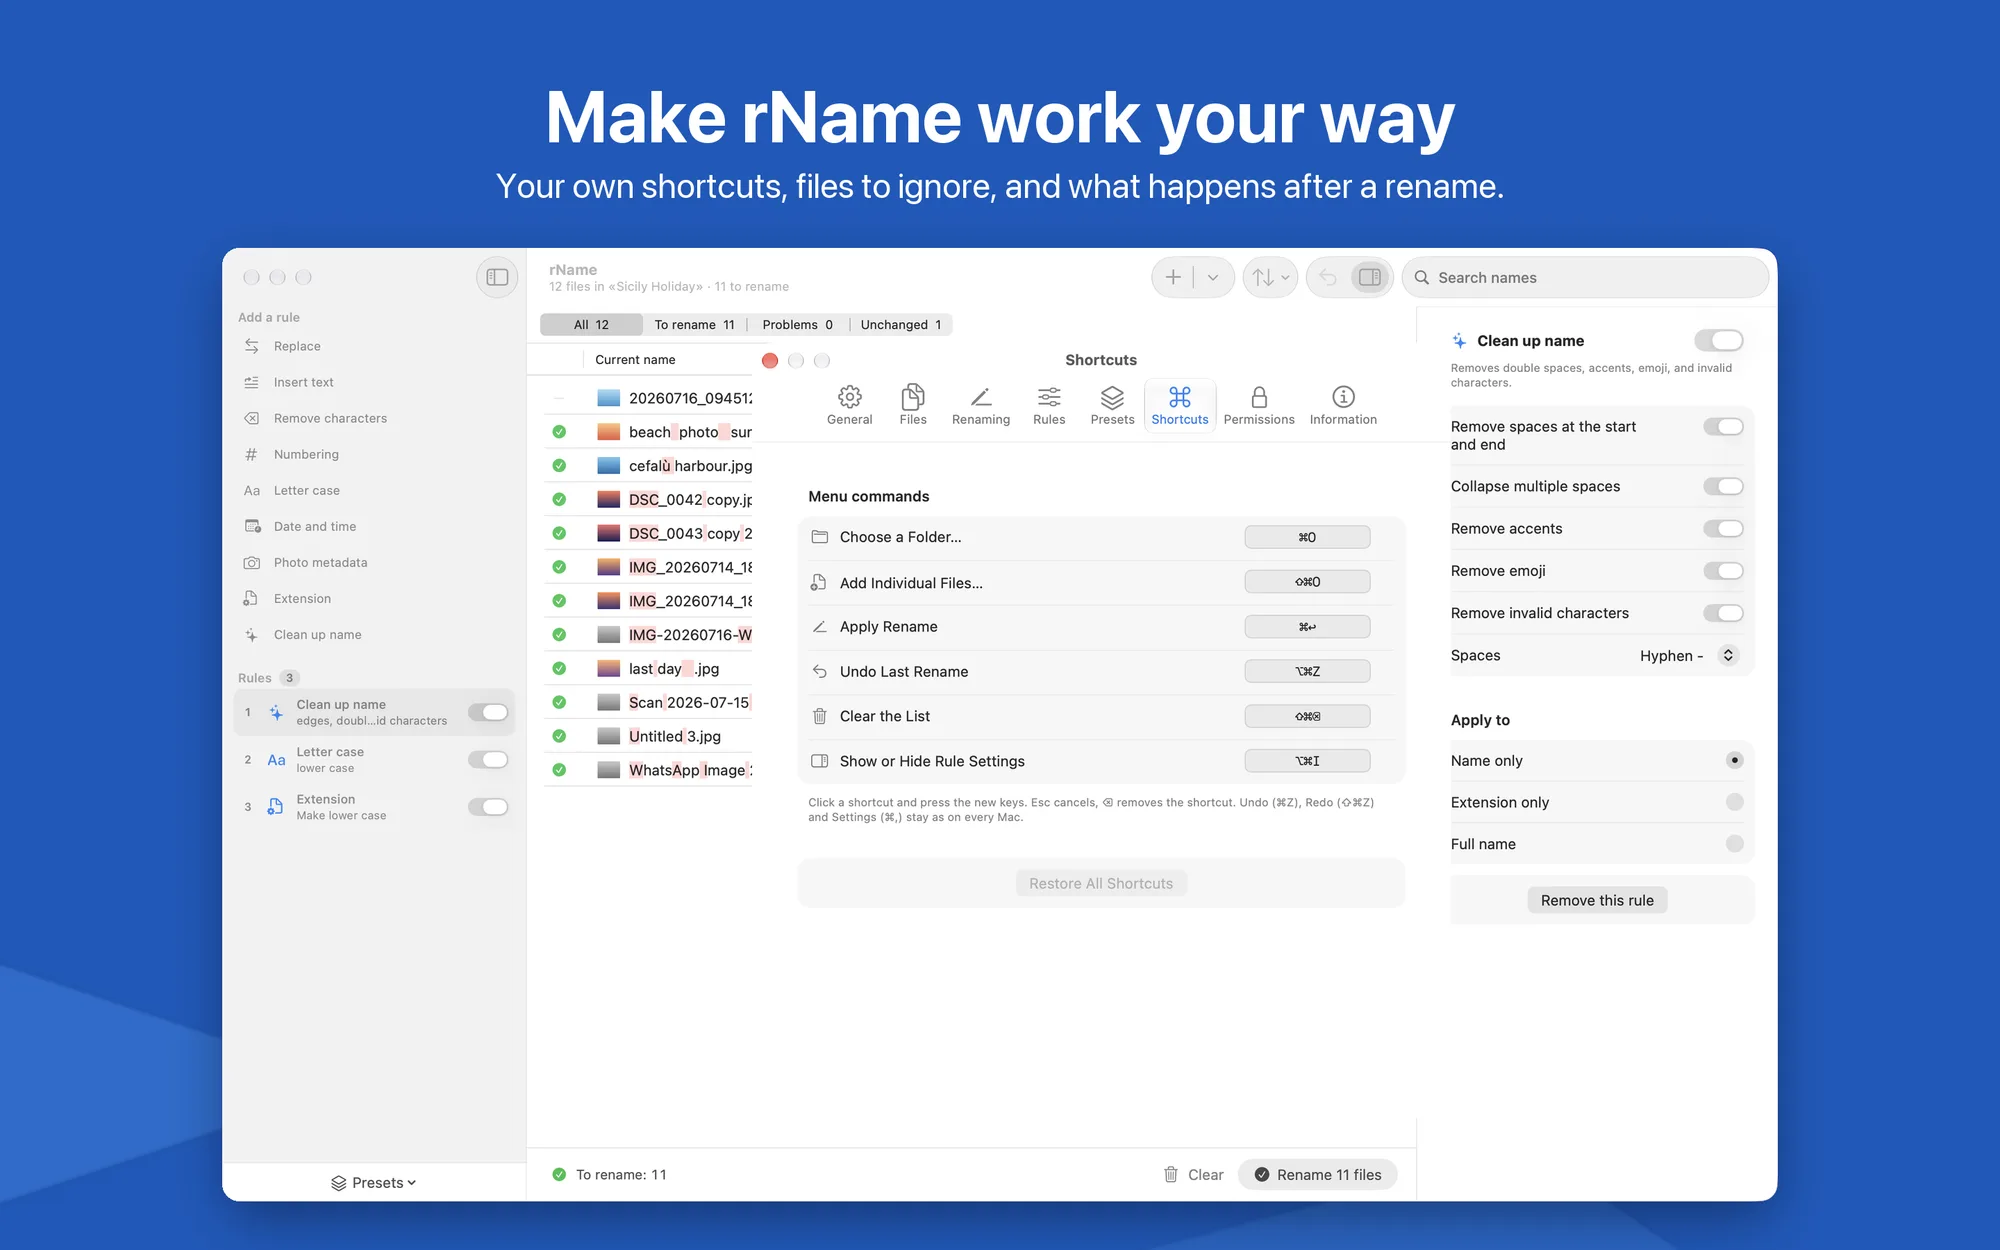 Make rName work your way
Your own shortcuts, files to ignore, and what happens after a rename.
rName
12 files in «Sicily Holiday» · 11 to rename
Search names
Add a rule
Replace
Insert text
Remove characters
Numbering
Letter case
Date and time
Photo metadata
Extension
Clean up name
Rules 3
1 Clean up name
edges, doubl...id characters
2 Letter case
lower case
3 Extension
Make lower case
Presets
All 12
To rename 11
Problems 0
Unchanged 1
Current name
20260716_094512
beach photo sur
cefalù harbour.jpg
DSC_0042 copy.jp
DSC_0043 copy 2
IMG_20260714_18
IMG_20260714_18
IMG-20260716-W
last day .jpg
Scan 2026-07-15
Untitled 3.jpg
WhatsApp Image
Shortcuts
General
Files
Renaming
Rules
Presets
Shortcuts
Permissions
Information
Menu commands
Choose a Folder... ⌘O
Add Individual Files... ⇧⌘O
Apply Rename ⌘↩
Undo Last Rename ⌥⌘Z
Clear the List ⇧⌘⌫
Show or Hide Rule Settings ⌥⌘I
Click a shortcut and press the new keys. Esc cancels, ⌫ removes the shortcut. Undo (⌘Z), Redo (⇧⌘Z)
and Settings (⌘,) stay as on every Mac.
Restore All Shortcuts
To rename: 11
Clear
Rename 11 files
Clean up name
Removes double spaces, accents, emoji, and invalid
characters.
Remove spaces at the start
and end
Collapse multiple spaces
Remove accents
Remove emoji
Remove invalid characters
Spaces Hyphen -
Apply to
Name only
Extension only
Full name
Remove this rule